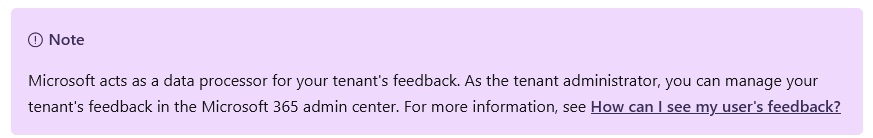 Note
Microsoft acts as a data processor for your tenant's feedback. As the tenant administrator, you can manage your
tenant's feedback in the Microsoft 365 admin center. For more information, see How can I see my user's feedback?